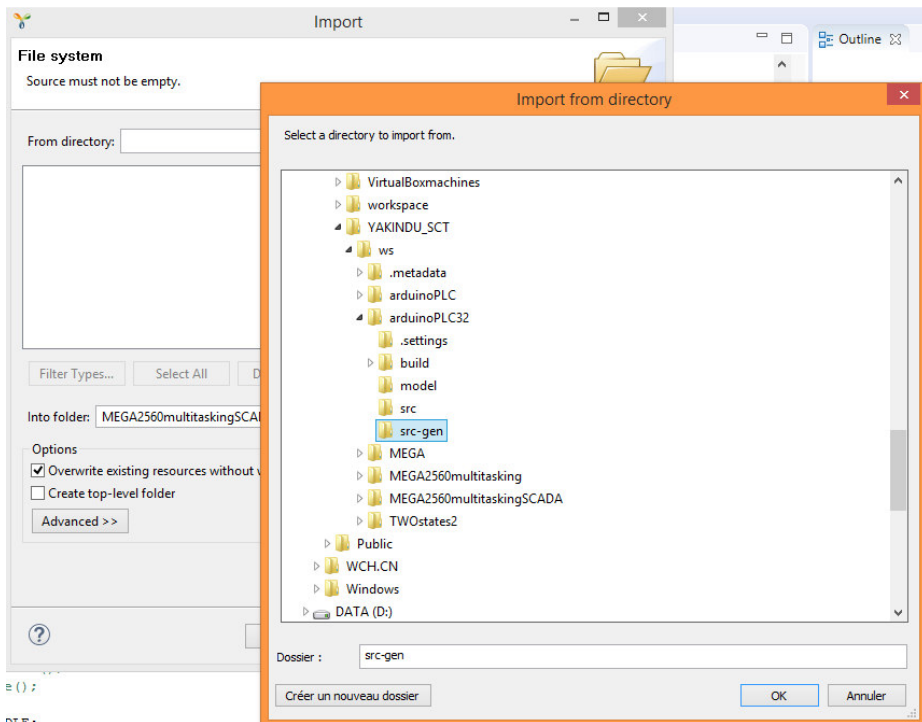 Import
Outline
File system
Source must not be empty.
Import from directory
Select a directory to import from.
From directory:
VirtualBoxmachines
workspace
YAKINDU_SCT
ws
.metadata
arduinoPLC
arduinoPLC32
.settings
build
model
src
src-gen
MEGA
MEGA2560multitasking
MEGA2560multitaskingSCADA
TWOstates2
Public
WCH.CN
Windows
DATA (D:)
Filter Types...
Select All
D
Into folder: MEGA2560multitaskingSCA
Options
Overwrite existing resources without
Create top-level folder
Advanced >>
Dossier :
src-gen
Créer un nouveau dossier
OK
Annuler
e();